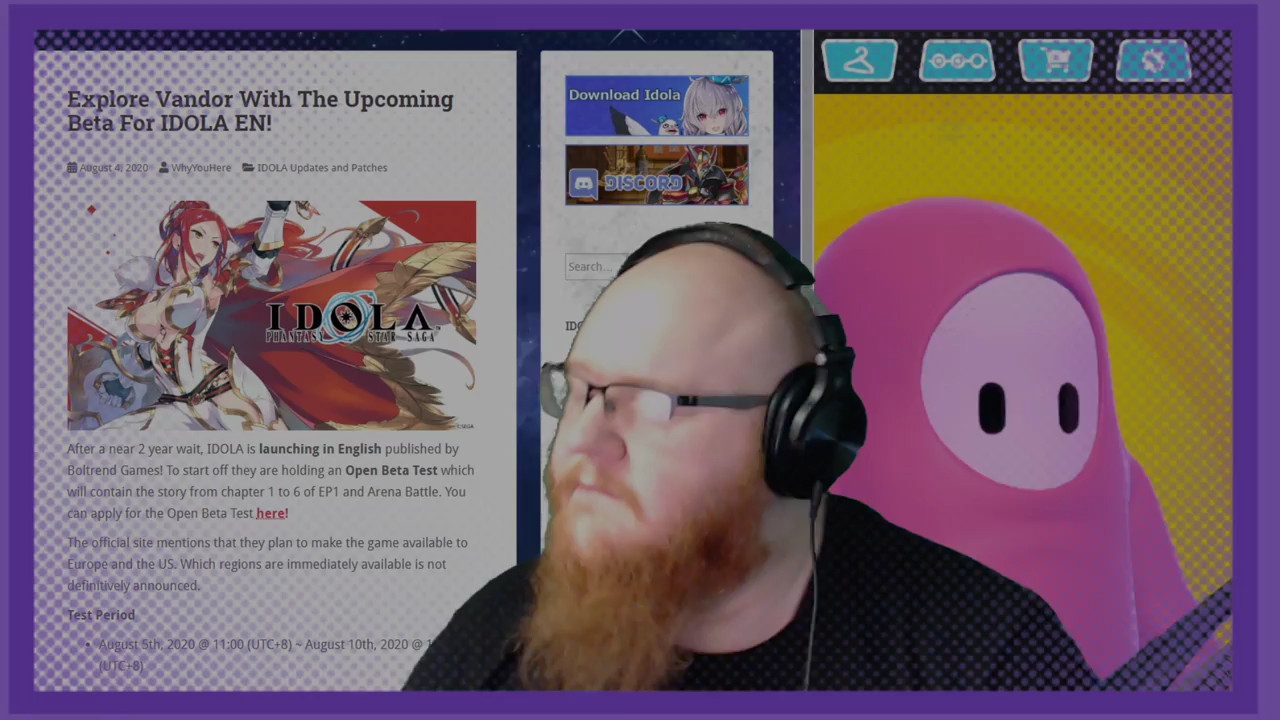 Explore Vandor With The Upcoming
Beta For IDOLA EN!
August 4, 2020 WhyYouHere IDOLA Updates and Patches
IDOLA
PHANTASY STAR SAGA
©SEGA
After a near 2 year wait, IDOLA is launching in English published by
Boltrend Games! To start off they are holding an Open Beta Test which
will contain the story from chapter 1 to 6 of EP1 and Arena Battle. You
can apply for the Open Beta Test here!
The official site mentions that they plan to make the game available to
Europe and the US. Which regions are immediately available is not
definitively announced.
Test Period
• August 5th, 2020 @ 11:00 (UTC+8) ~ August 10th, 2020 @
(UTC+8)
Download Idola
DISCORD
Search...